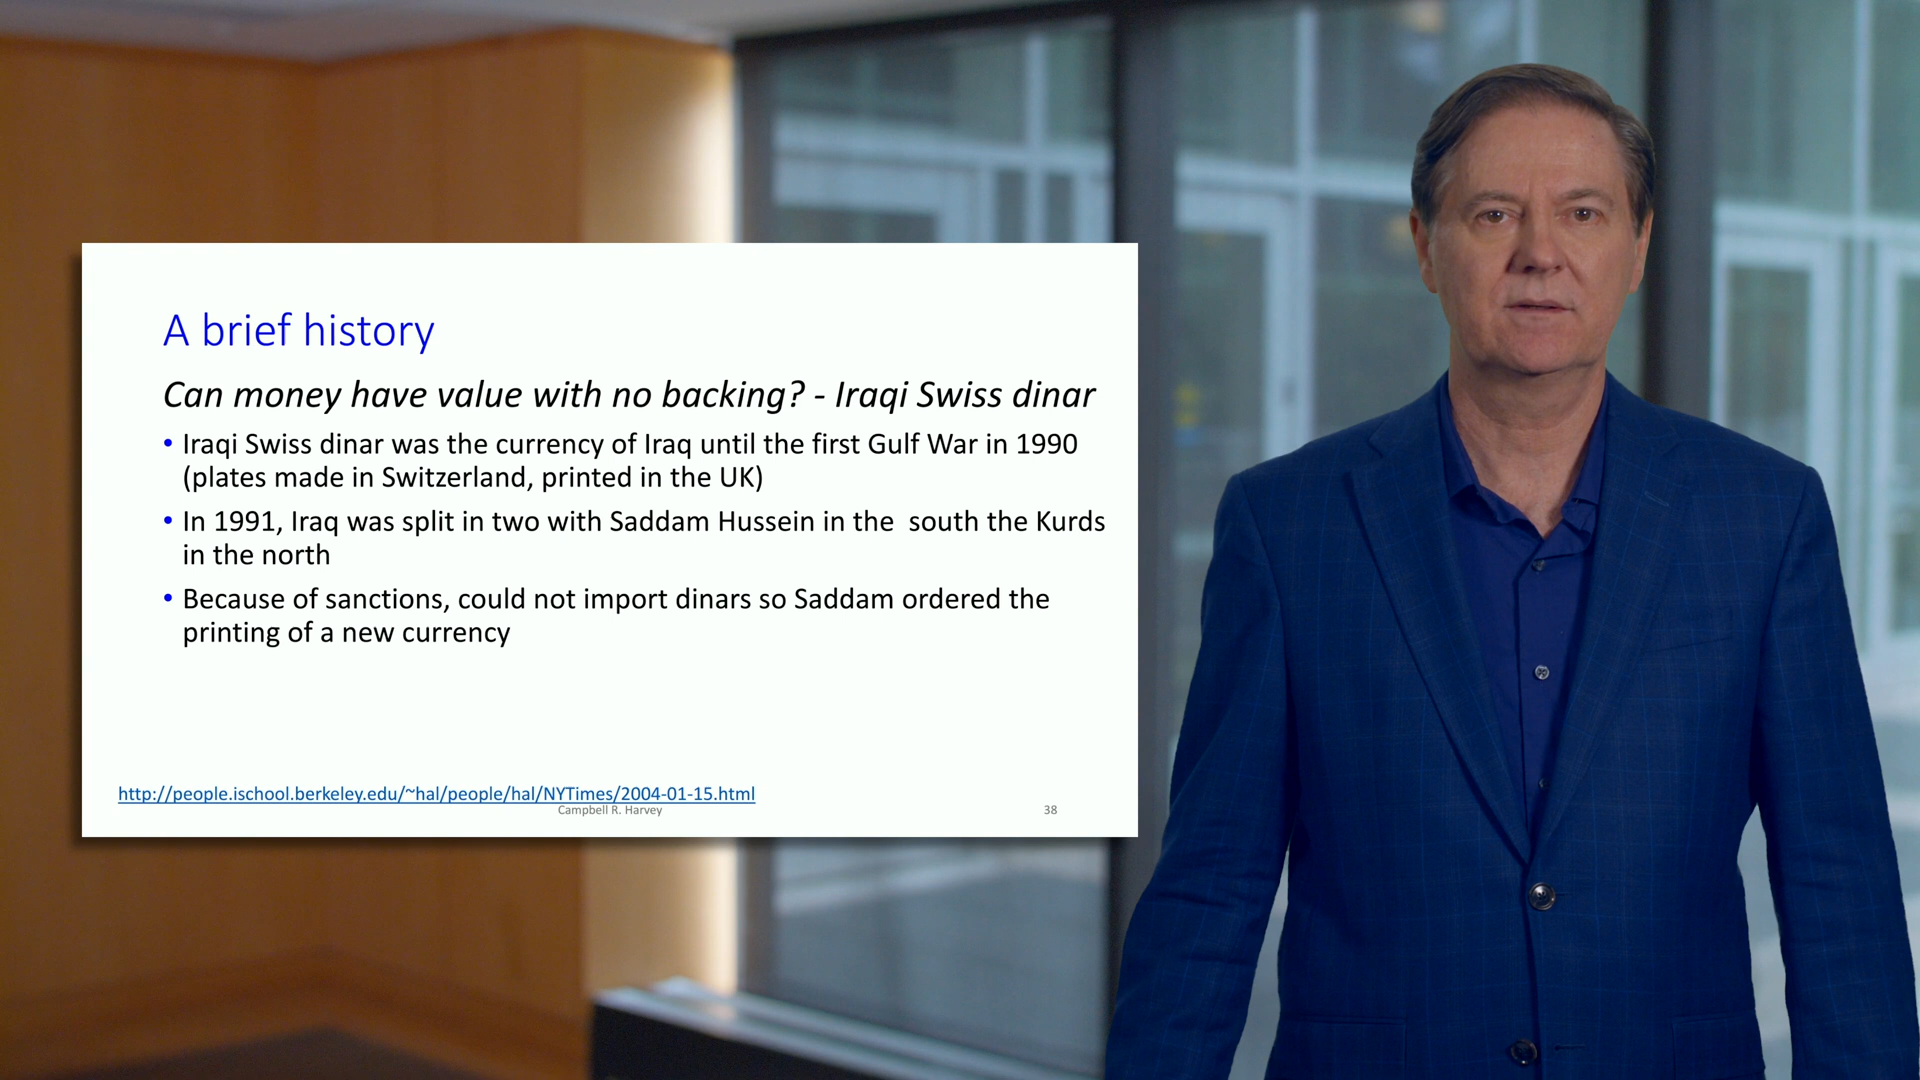 A brief history
Can money have value with no backing? - Iraqi Swiss dinar
• Iraqi Swiss dinar was the currency of Iraq until the first Gulf War in 1990
(plates made in Switzerland, printed in the UK)
• In 1991, Iraq was split in two with Saddam Hussein in the  south the Kurds
in the north
• Because of sanctions, could not import dinars so Saddam ordered the
printing of a new currency
http://people.ischool.berkeley.edu/~hal/people/hal/NYTimes/2004-01-15.html
Campbell R. Harvey
38